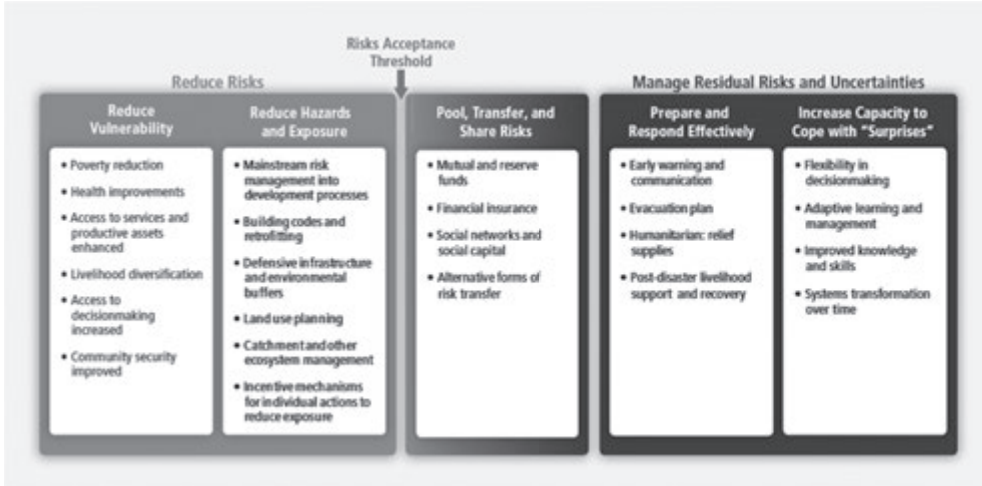 Risks Acceptance
Threshold
Reduce Risks
Manage Residual Risks and Uncertainties
Reduce
Vulnerability
• Poverty reduction
• Health improvements
• Access to services and
productive assets
enhanced
• Livelihood diversification
• Access to
decisionmaking
increased
• Community security
improved
Reduce Hazards
and Exposure
• Mainstream risk
management into
development processes
• Building codes and
retrofitting
• Defensive infrastructure
and environmental
buffers
• Land use planning
• Catchment and other
ecosystem management
• Incentive mechanisms
for individual actions to
reduce exposure
Pool, Transfer, and
Share Risks
• Mutual and reserve
funds
• Financial insurance
• Social networks and
social capital
• Alternative forms of
risk transfer
Prepare and
Respond Effectively
• Early warning and
communication
• Evacuation plan
• Humanitarian: relief
supplies
• Post-disaster livelihood
support and recovery
Increase Capacity to
Cope with "Surprises"
• Flexibility in
decisionmaking
• Adaptive learning and
management
• Improved knowledge
and skills
• Systems transformation
over time